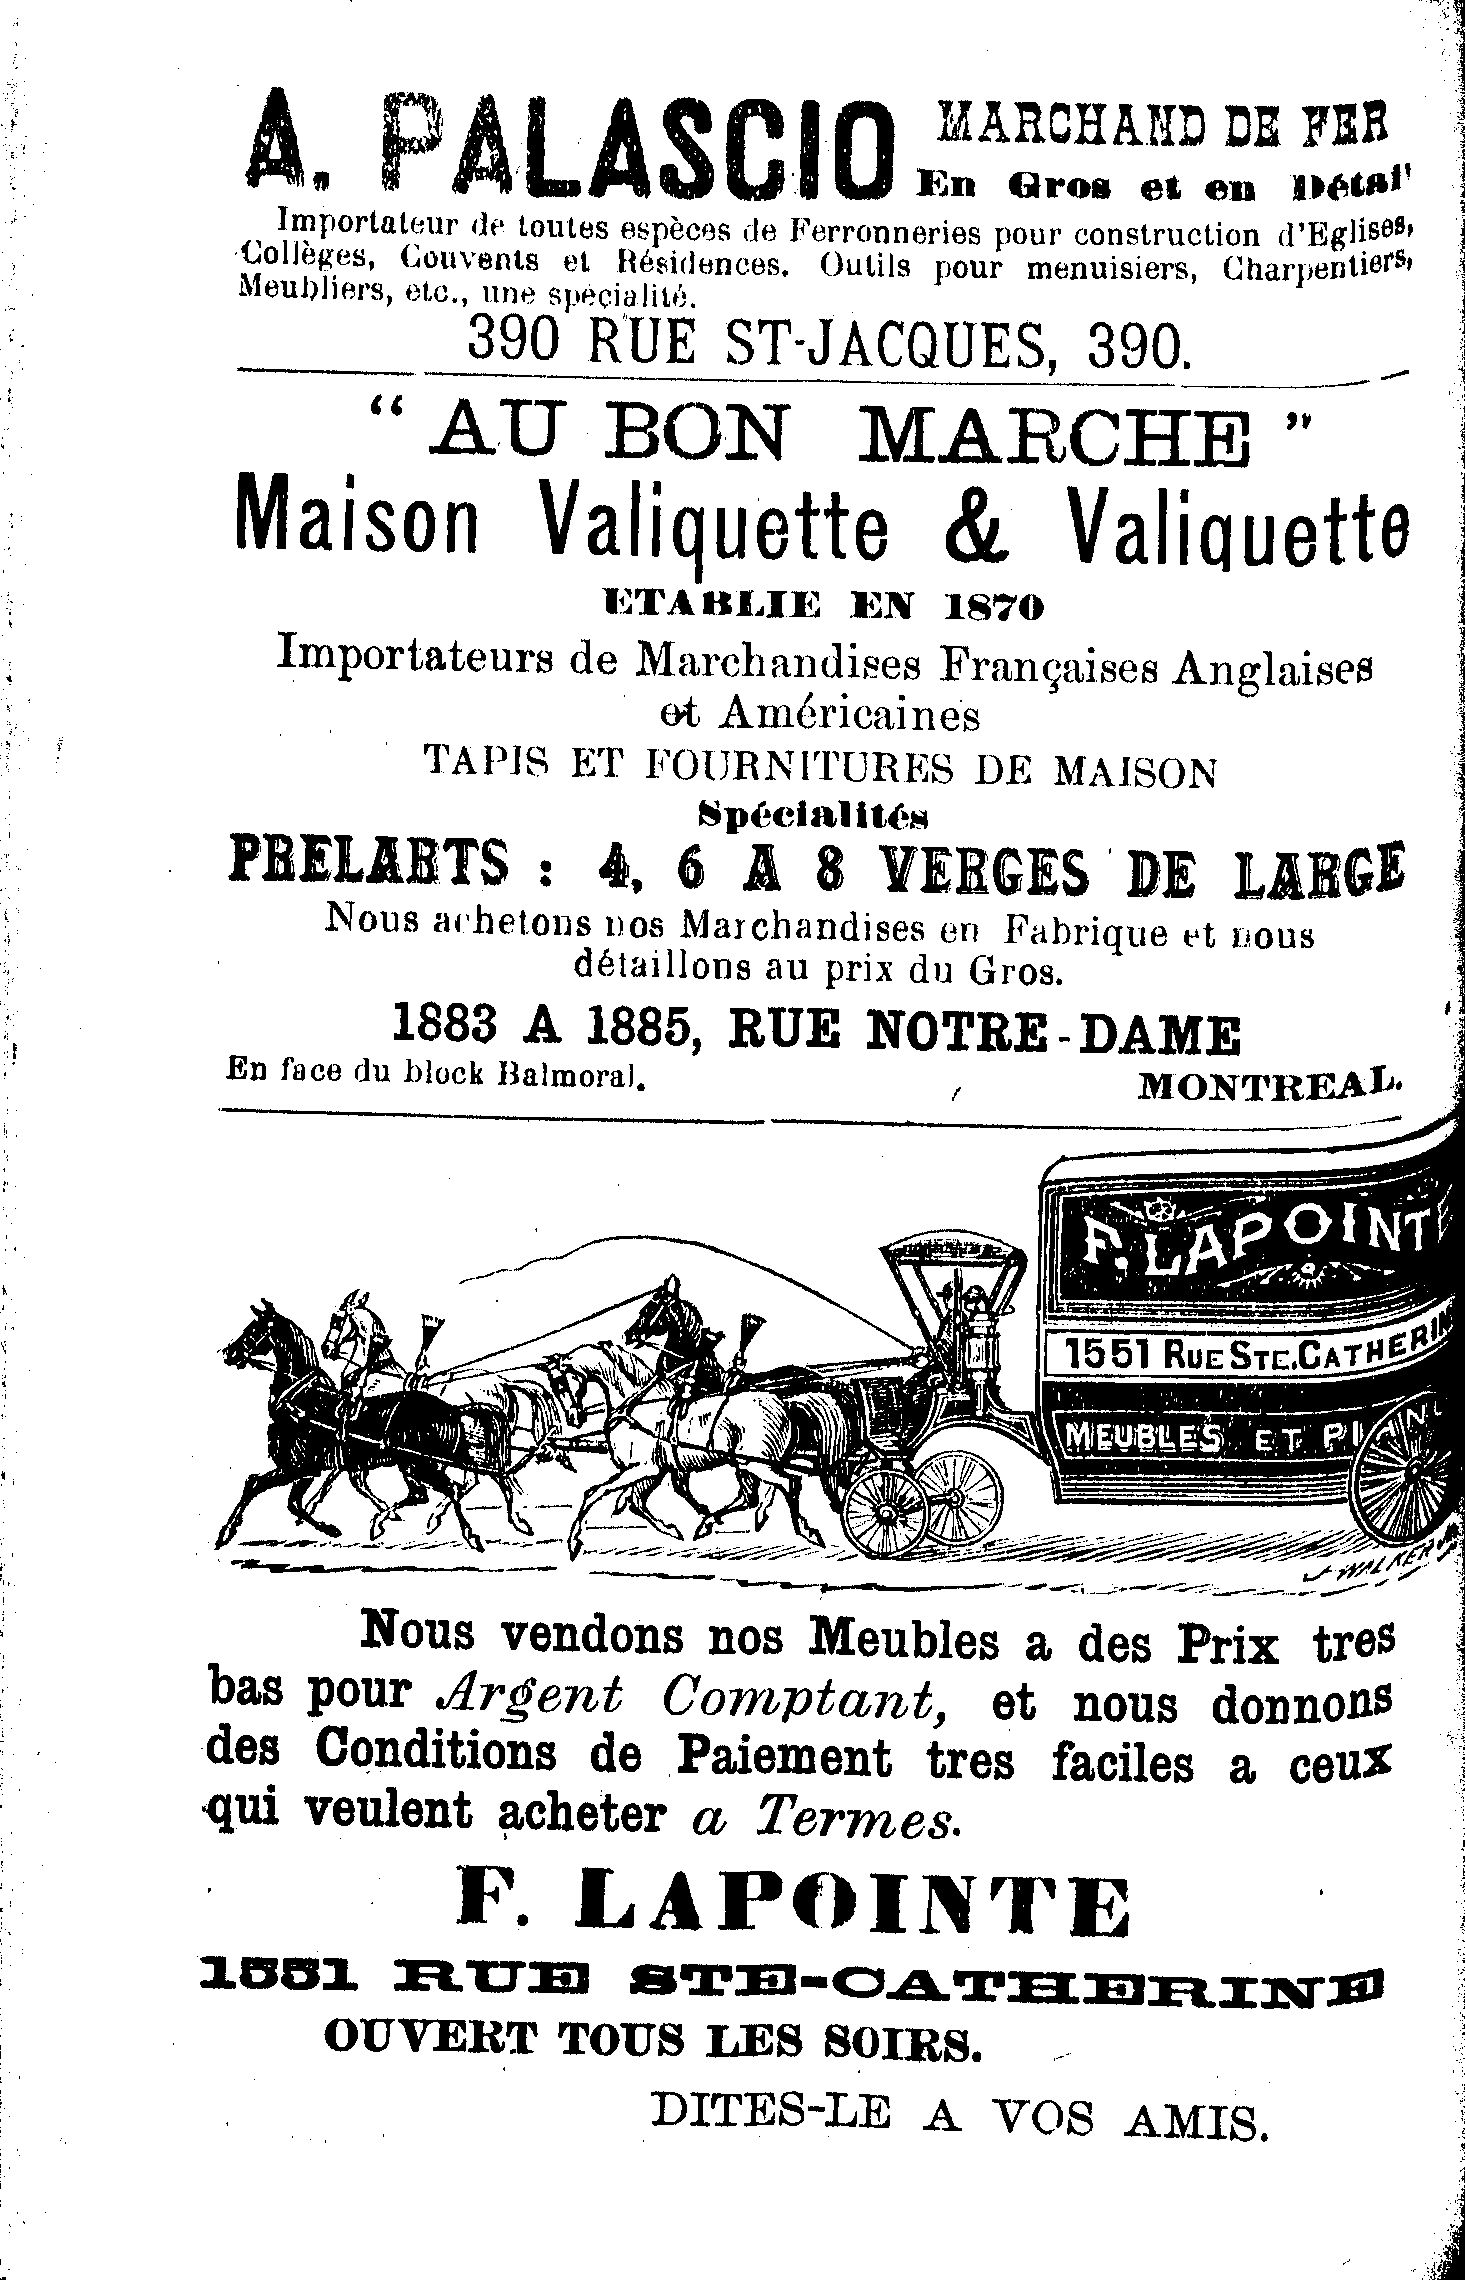 A. PALASCIO MARCHAND DE FER
En Gros et en Détail
Importateur de toutes espèces de Ferronneries pour construction d'Eglises,
Collèges, Couvents et Résidences. Outils pour menuisiers, Charpentiers,
Meubliers, etc., une spécialité.
390 RUE ST-JACQUES, 390.
“ AU BON MARCHE ”
Maison Valiquette & Valiquette
ETABLIE EN 1870
Importateurs de Marchandises Françaises Anglaises
et Américaines
TAPIS ET FOURNITURES DE MAISON
Spécialités
PRELARTS : 4, 6 A 8 VERGES DE LARGE
Nous achetons nos Marchandises en Fabrique et nous
détaillons au prix du Gros.
1883 A 1885, RUE NOTRE-DAME
En face du block Balmoral.
MONTREAL.
F. LAPOINTE
1551 RUE STE. CATHERIN
MEUBLES ET PIANO
J. WALKER
Nous vendons nos Meubles a des Prix tres
bas pour Argent Comptant, et nous donnons
des Conditions de Paiement tres faciles a ceux
qui veulent acheter a Termes.
F. LAPOINTE
1551 RUE STE-CATHERINE
OUVERT TOUS LES SOIRS.
DITES-LE A VOS AMIS.